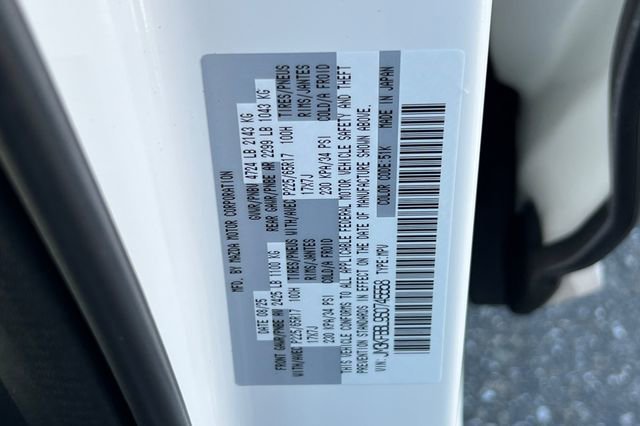 MFD. BY MAZDA MOTOR CORPORATION
DATE 08/25 GVWR/PNBV 4724 LB 2143 KG
FRONT GAWR/PNBE AV 2425 LB 1100 KG REAR GAWR/PNBE AR 2299 LB 1043 KG
WITH/AVEC P225/65R17 100H TIRES/PNEUS WITH/AVEC P225/65R17 100H TIRES/PNEUS
17X7J RIMS/JANTES 17X7J RIMS/JANTES
230 KPA/34 PSI COLD/A FROID 230 KPA/34 PSI COLD/A FROID
THIS VEHICLE CONFORMS TO ALL APPLICABLE FEDERAL MOTOR VEHICLE SAFETY AND THEFT
PREVENTION STANDARDS IN EFFECT ON THE DATE OF MANUFACTURE SHOWN ABOVE.
VIN: TYPE:MPV COLOR CODE:51K MADE IN JAPAN